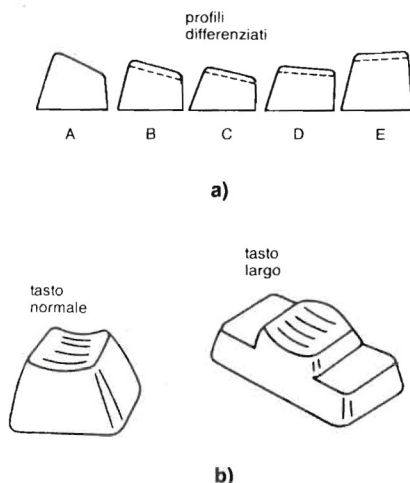 profili
differenziati
A B C D E
a)
tasto
normale
tasto
largo
b)